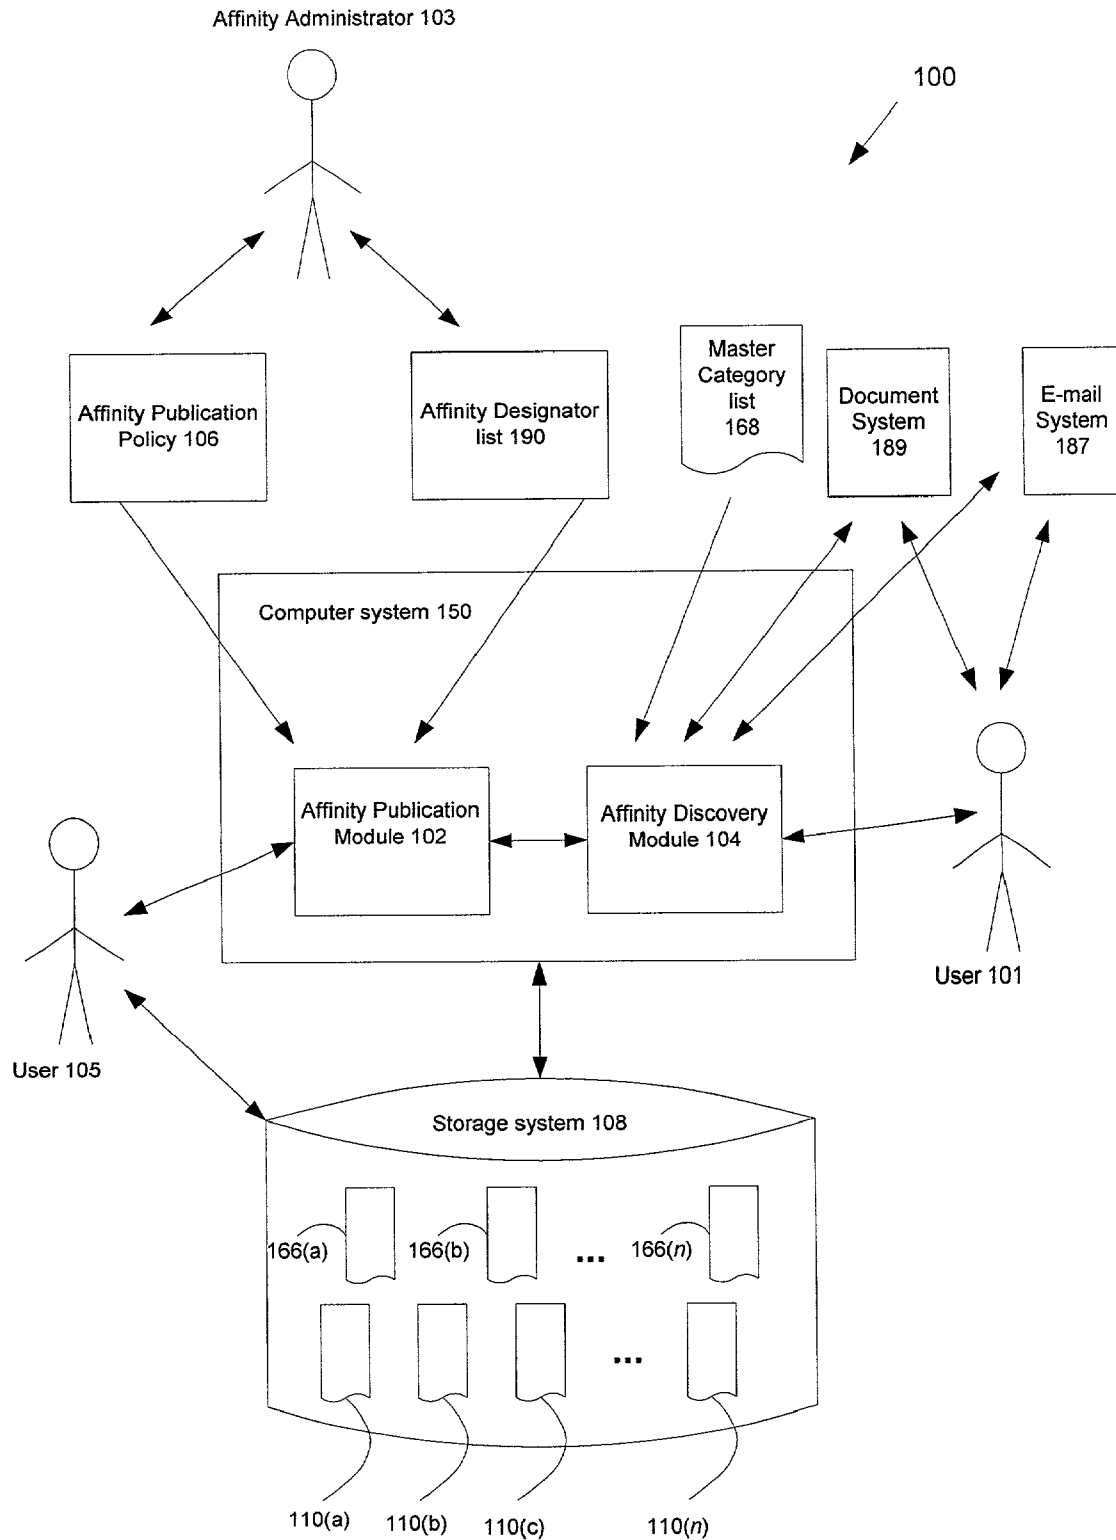 Affinity Administrator 103
100
Affinity Publication
Policy 106
Affinity Designator
list 190
Master
Category
list
168
Document
System
189
E-mail
System
187
Computer system 150
Affinity Publication
Module 102
Affinity Discovery
Module 104
User 101
User 105
Storage system 108
166(a)
166(b)
...
166(n)
...
110(a)
110(b)
110(c)
110(n)